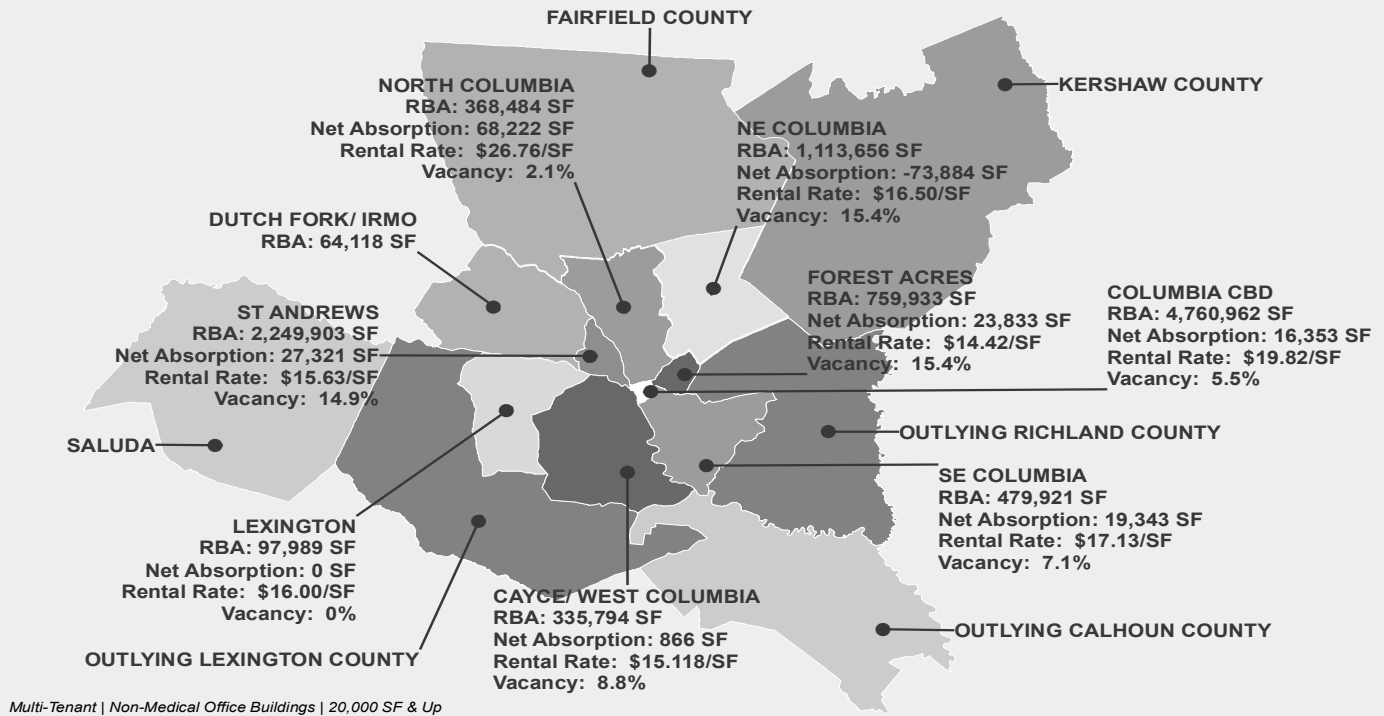 FAIRFIELD COUNTY
KERSHAW COUNTY
NORTH COLUMBIA
RBA: 368,484 SF
Net Absorption: 68,222 SF
Rental Rate: $26.76/SF
Vacancy: 2.1%
NE COLUMBIA
RBA: 1,113,656 SF
Net Absorption: -73,884 SF
Rental Rate: $16.50/SF
Vacancy: 15.4%
DUTCH FORK/ IRMO
RBA: 64,118 SF
FOREST ACRES
RBA: 759,933 SF
Net Absorption: 23,833 SF
Rental Rate: $14.42/SF
Vacancy: 15.4%
COLUMBIA CBD
RBA: 4,760,962 SF
Net Absorption: 16,353 SF
Rental Rate: $19.82/SF
Vacancy: 5.5%
ST ANDREWS
RBA: 2,249,903 SF
Net Absorption: 27,321 SF
Rental Rate: $15.63/SF
Vacancy: 14.9%
SALUDA
OUTLYING RICHLAND COUNTY
SE COLUMBIA
RBA: 479,921 SF
Net Absorption: 19,343 SF
Rental Rate: $17.13/SF
Vacancy: 7.1%
LEXINGTON
RBA: 97,989 SF
Net Absorption: 0 SF
Rental Rate: $16.00/SF
Vacancy: 0%
CAYCE/ WEST COLUMBIA
RBA: 335,794 SF
Net Absorption: 866 SF
Rental Rate: $15.118/SF
Vacancy: 8.8%
OUTLYING CALHOUN COUNTY
OUTLYING LEXINGTON COUNTY
Multi-Tenant | Non-Medical Office Buildings | 20,000 SF & Up